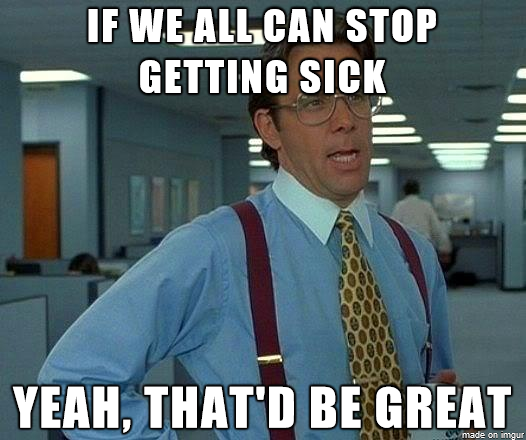 IF WE ALL CAN STOP
GETTING SICK
YEAH, THAT'D BE GREAT
made on imgur